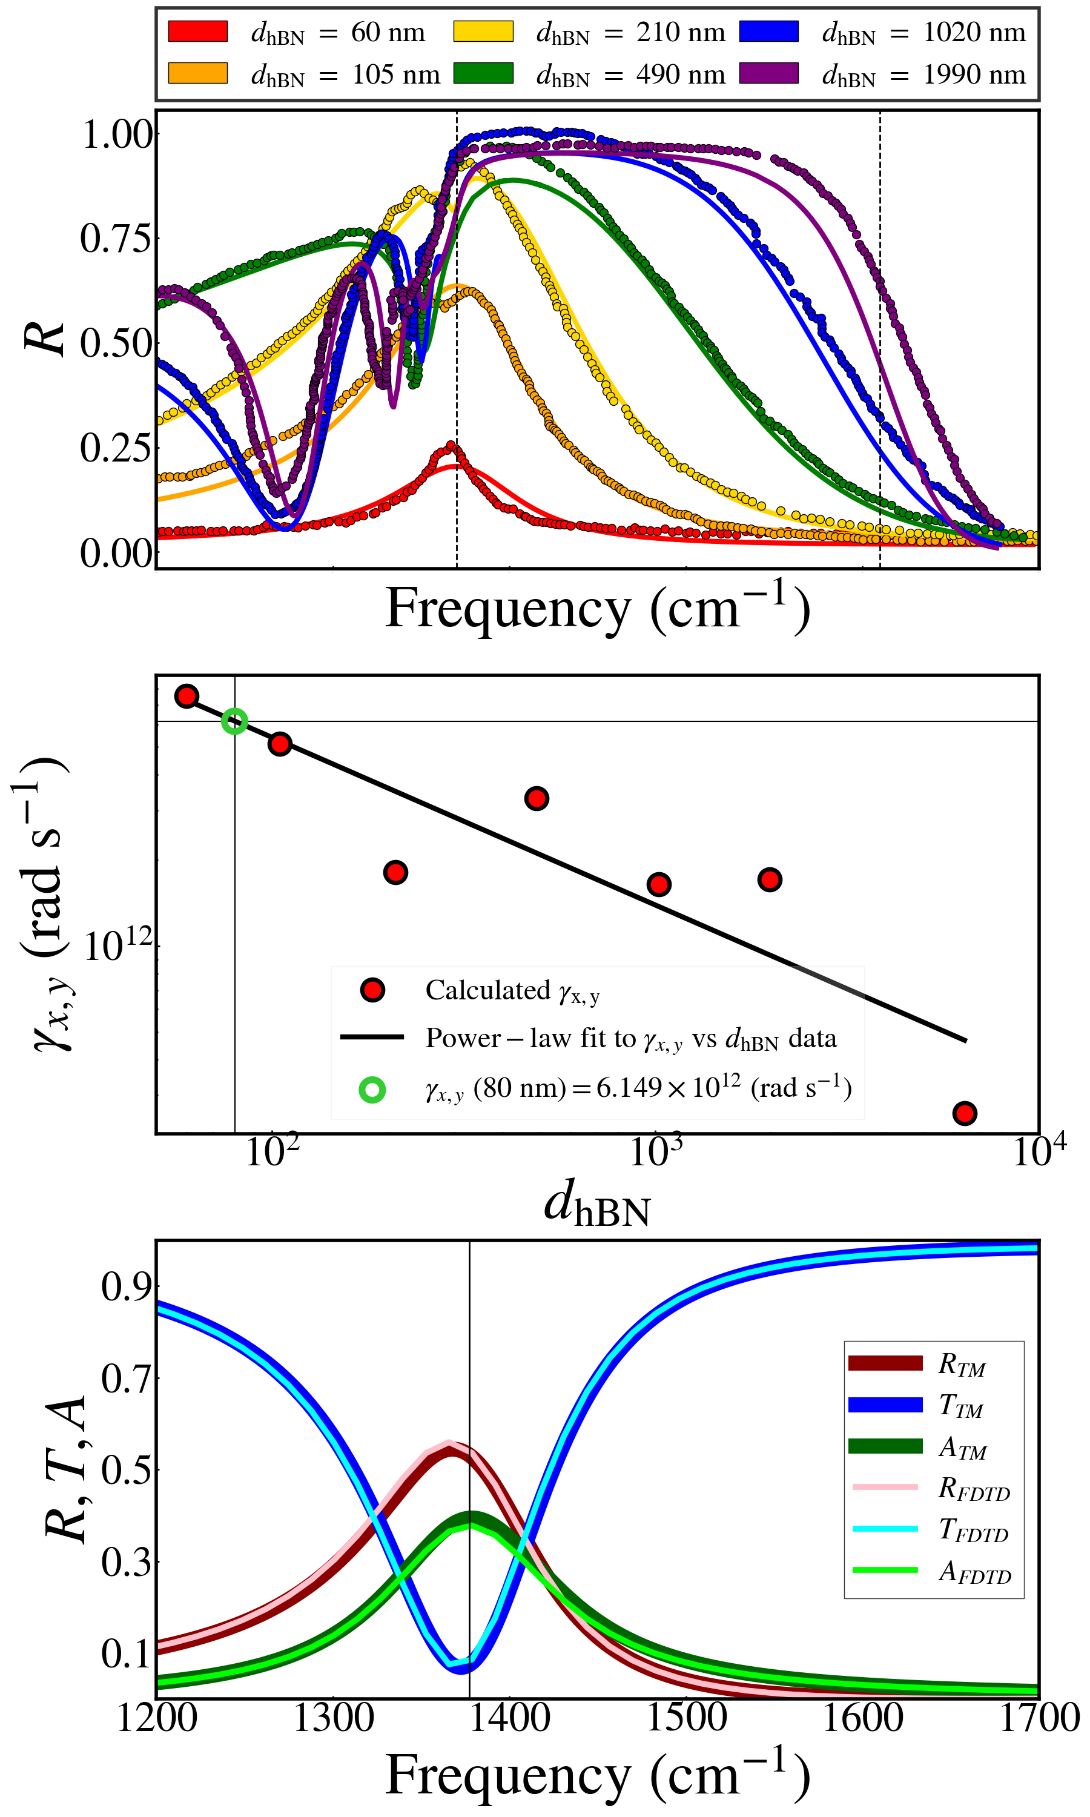 d_hBN = 60 nm d_hBN = 210 nm d_hBN = 1020 nm
d_hBN = 105 nm d_hBN = 490 nm d_hBN = 1990 nm
1.00
0.75
0.50
0.25
0.00
R
Frequency (cm⁻¹)
10¹²
γ_x,y (rad s⁻¹)
Calculated γ_x,y
Power−law fit to γ_x,y vs d_hBN data
γ_x,y (80 nm)=6.149×10¹² (rad s⁻¹)
10² 10³ 10⁴
d_hBN
0.9
0.7
0.5
0.3
0.1
R, T, A
R_TM
T_TM
A_TM
R_FDTD
T_FDTD
A_FDTD
1200 1300 1400 1500 1600 1700
Frequency (cm⁻¹)